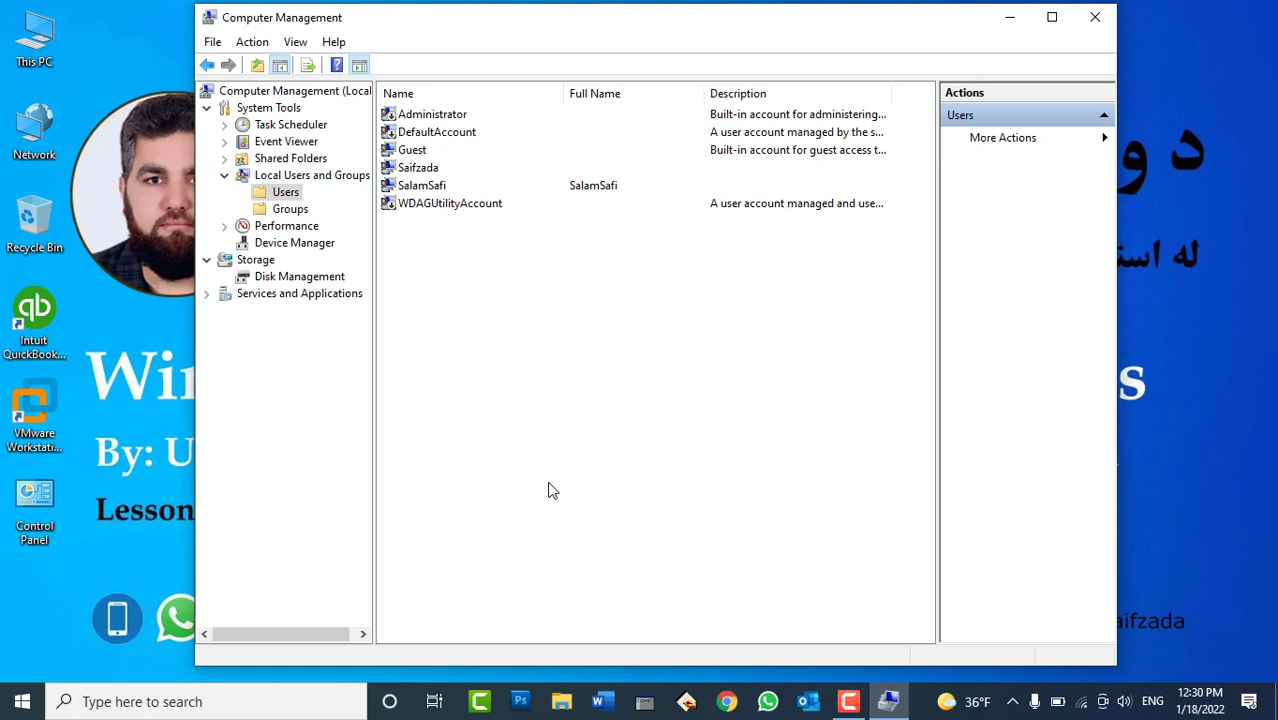 Computer Management
File Action View Help
Computer Management (Local
System Tools
Task Scheduler
Event Viewer
Shared Folders
Local Users and Groups
Users
Groups
Performance
Device Manager
Storage
Disk Management
Services and Applications
Name Full Name Description
Administrator Built-in account for administering...
DefaultAccount A user account managed by the s...
Guest Built-in account for guest access t...
Saifzada
SalamSafi SalamSafi
WDAGUtilityAccount A user account managed and use...
Actions
Users
More Actions
This PC
Network
Recycle Bin
qb
Intuit
QuickBook...
VMware
Workstati...
Control
Panel
By: U
Lesson
د و
له است
s
aifzada
Type here to search
36°F
ENG
12:30 PM
1/18/2022